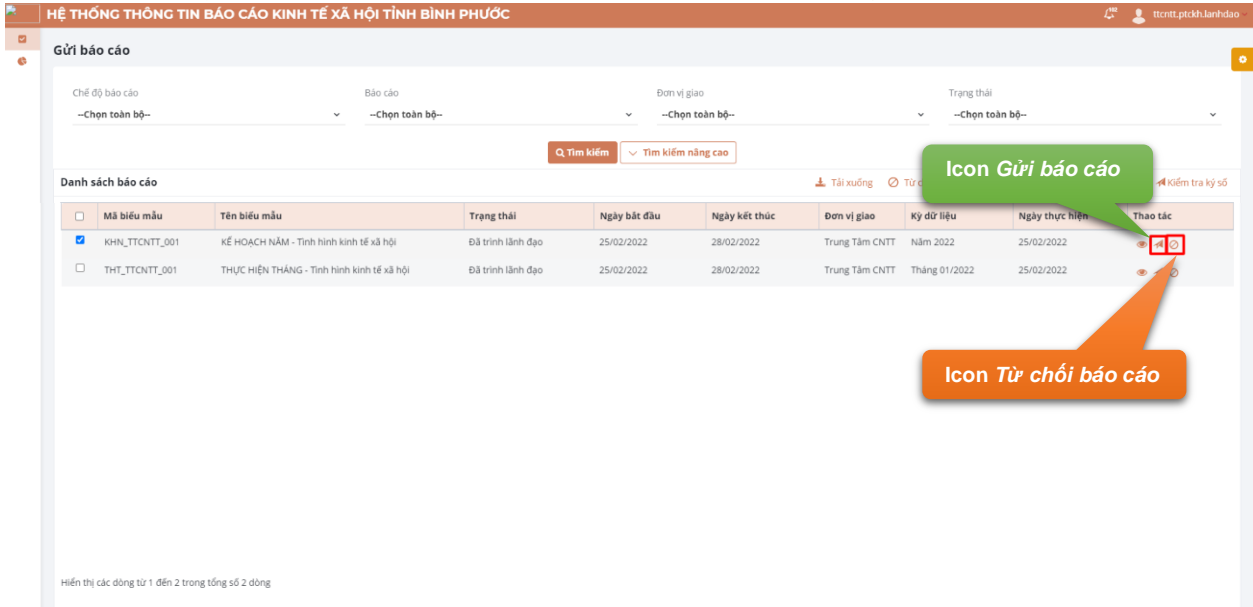 HỆ THỐNG THÔNG TIN BÁO CÁO KINH TẾ XÃ HỘI TỈNH BÌNH PHƯỚC
ttcntt.ptckh.lanhdao
Gửi báo cáo
Chế độ báo cáo Báo cáo Đơn vị giao Trạng thái
--Chọn toàn bộ-- --Chọn toàn bộ-- --Chọn toàn bộ-- --Chọn toàn bộ--
Tìm kiếm Tìm kiếm nâng cao
Icon Gửi báo cáo
Danh sách báo cáo Tải xuống Kiểm tra ký số
Mã biểu mẫu Tên biểu mẫu Trạng thái Ngày bắt đầu Ngày kết thúc Đơn vị giao Kỳ dữ liệu Ngày thực hiện Thao tác
KHN_TTCNTT_001 KẾ HOẠCH NĂM - Tình hình kinh tế xã hội Đã trình lãnh đạo 25/02/2022 28/02/2022 Trung Tâm CNTT Năm 2022 25/02/2022
THT_TTCNTT_001 THỰC HIỆN THÁNG - Tình hình kinh tế xã hội Đã trình lãnh đạo 25/02/2022 28/02/2022 Trung Tâm CNTT Tháng 01/2022 25/02/2022
Icon Từ chối báo cáo
Hiển thị các dòng từ 1 đến 2 trong tổng số 2 dòng